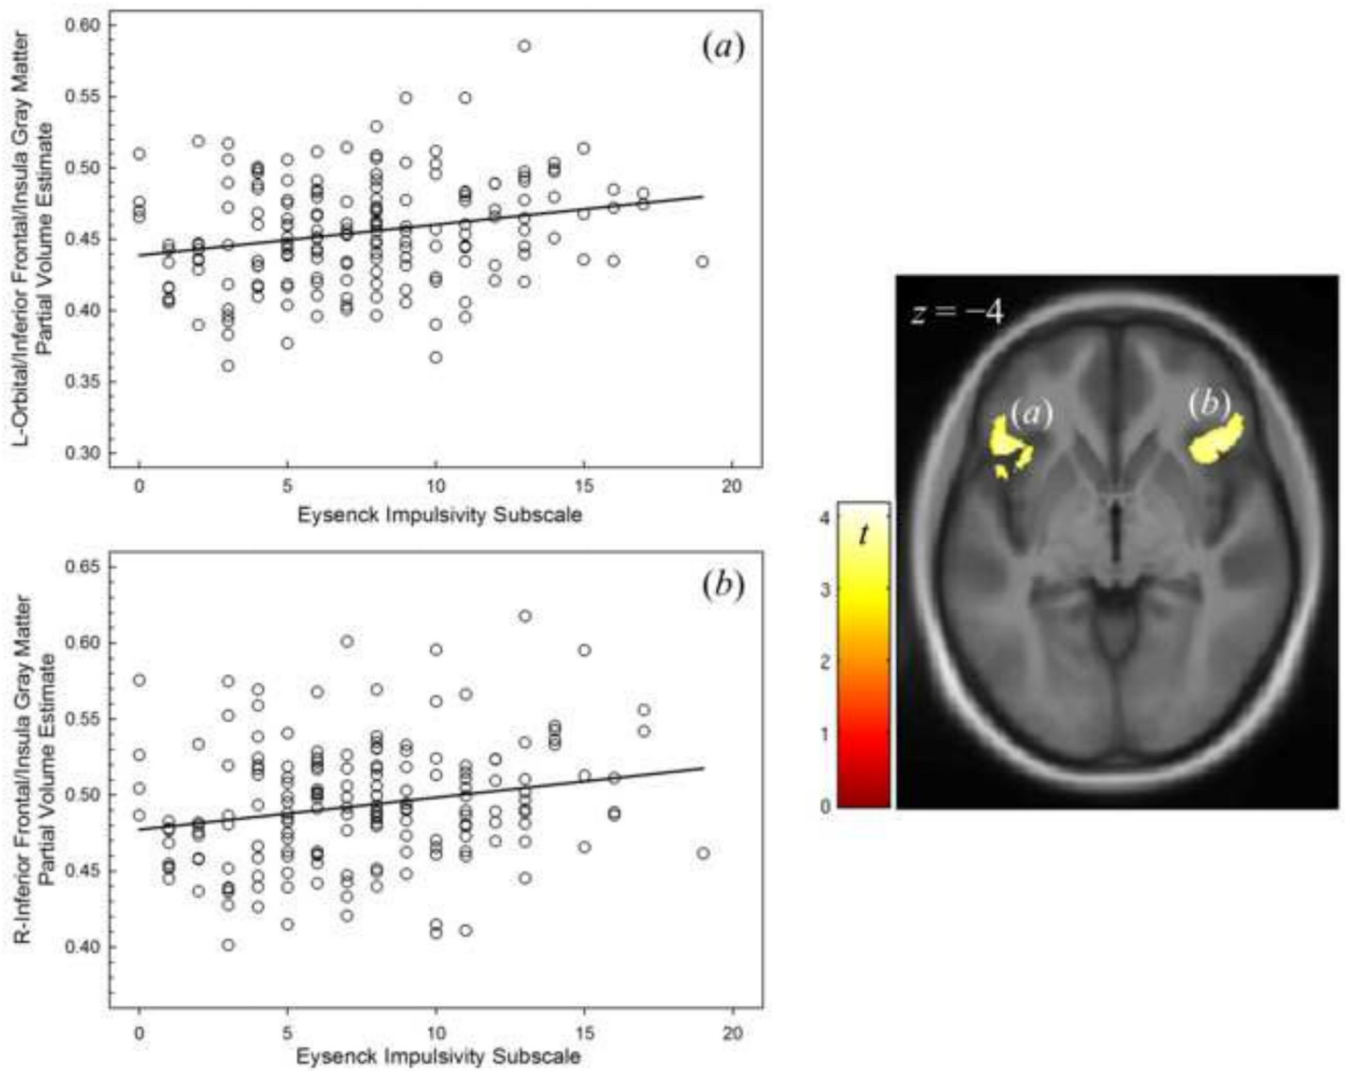 L-Orbital/Inferior Frontal/Insula Gray Matter
Partial Volume Estimate
0.60
0.55
0.50
0.45
0.40
0.35
0.30
(a)
0 5 10 15 20
Eysenck Impulsivity Subscale
R-Inferior Frontal/Insula Gray Matter
Partial Volume Estimate
0.65
0.60
0.55
0.50
0.45
0.40
(b)
0 5 10 15 20
Eysenck Impulsivity Subscale
z = −4
(a) (b)
t
4
3
2
1
0